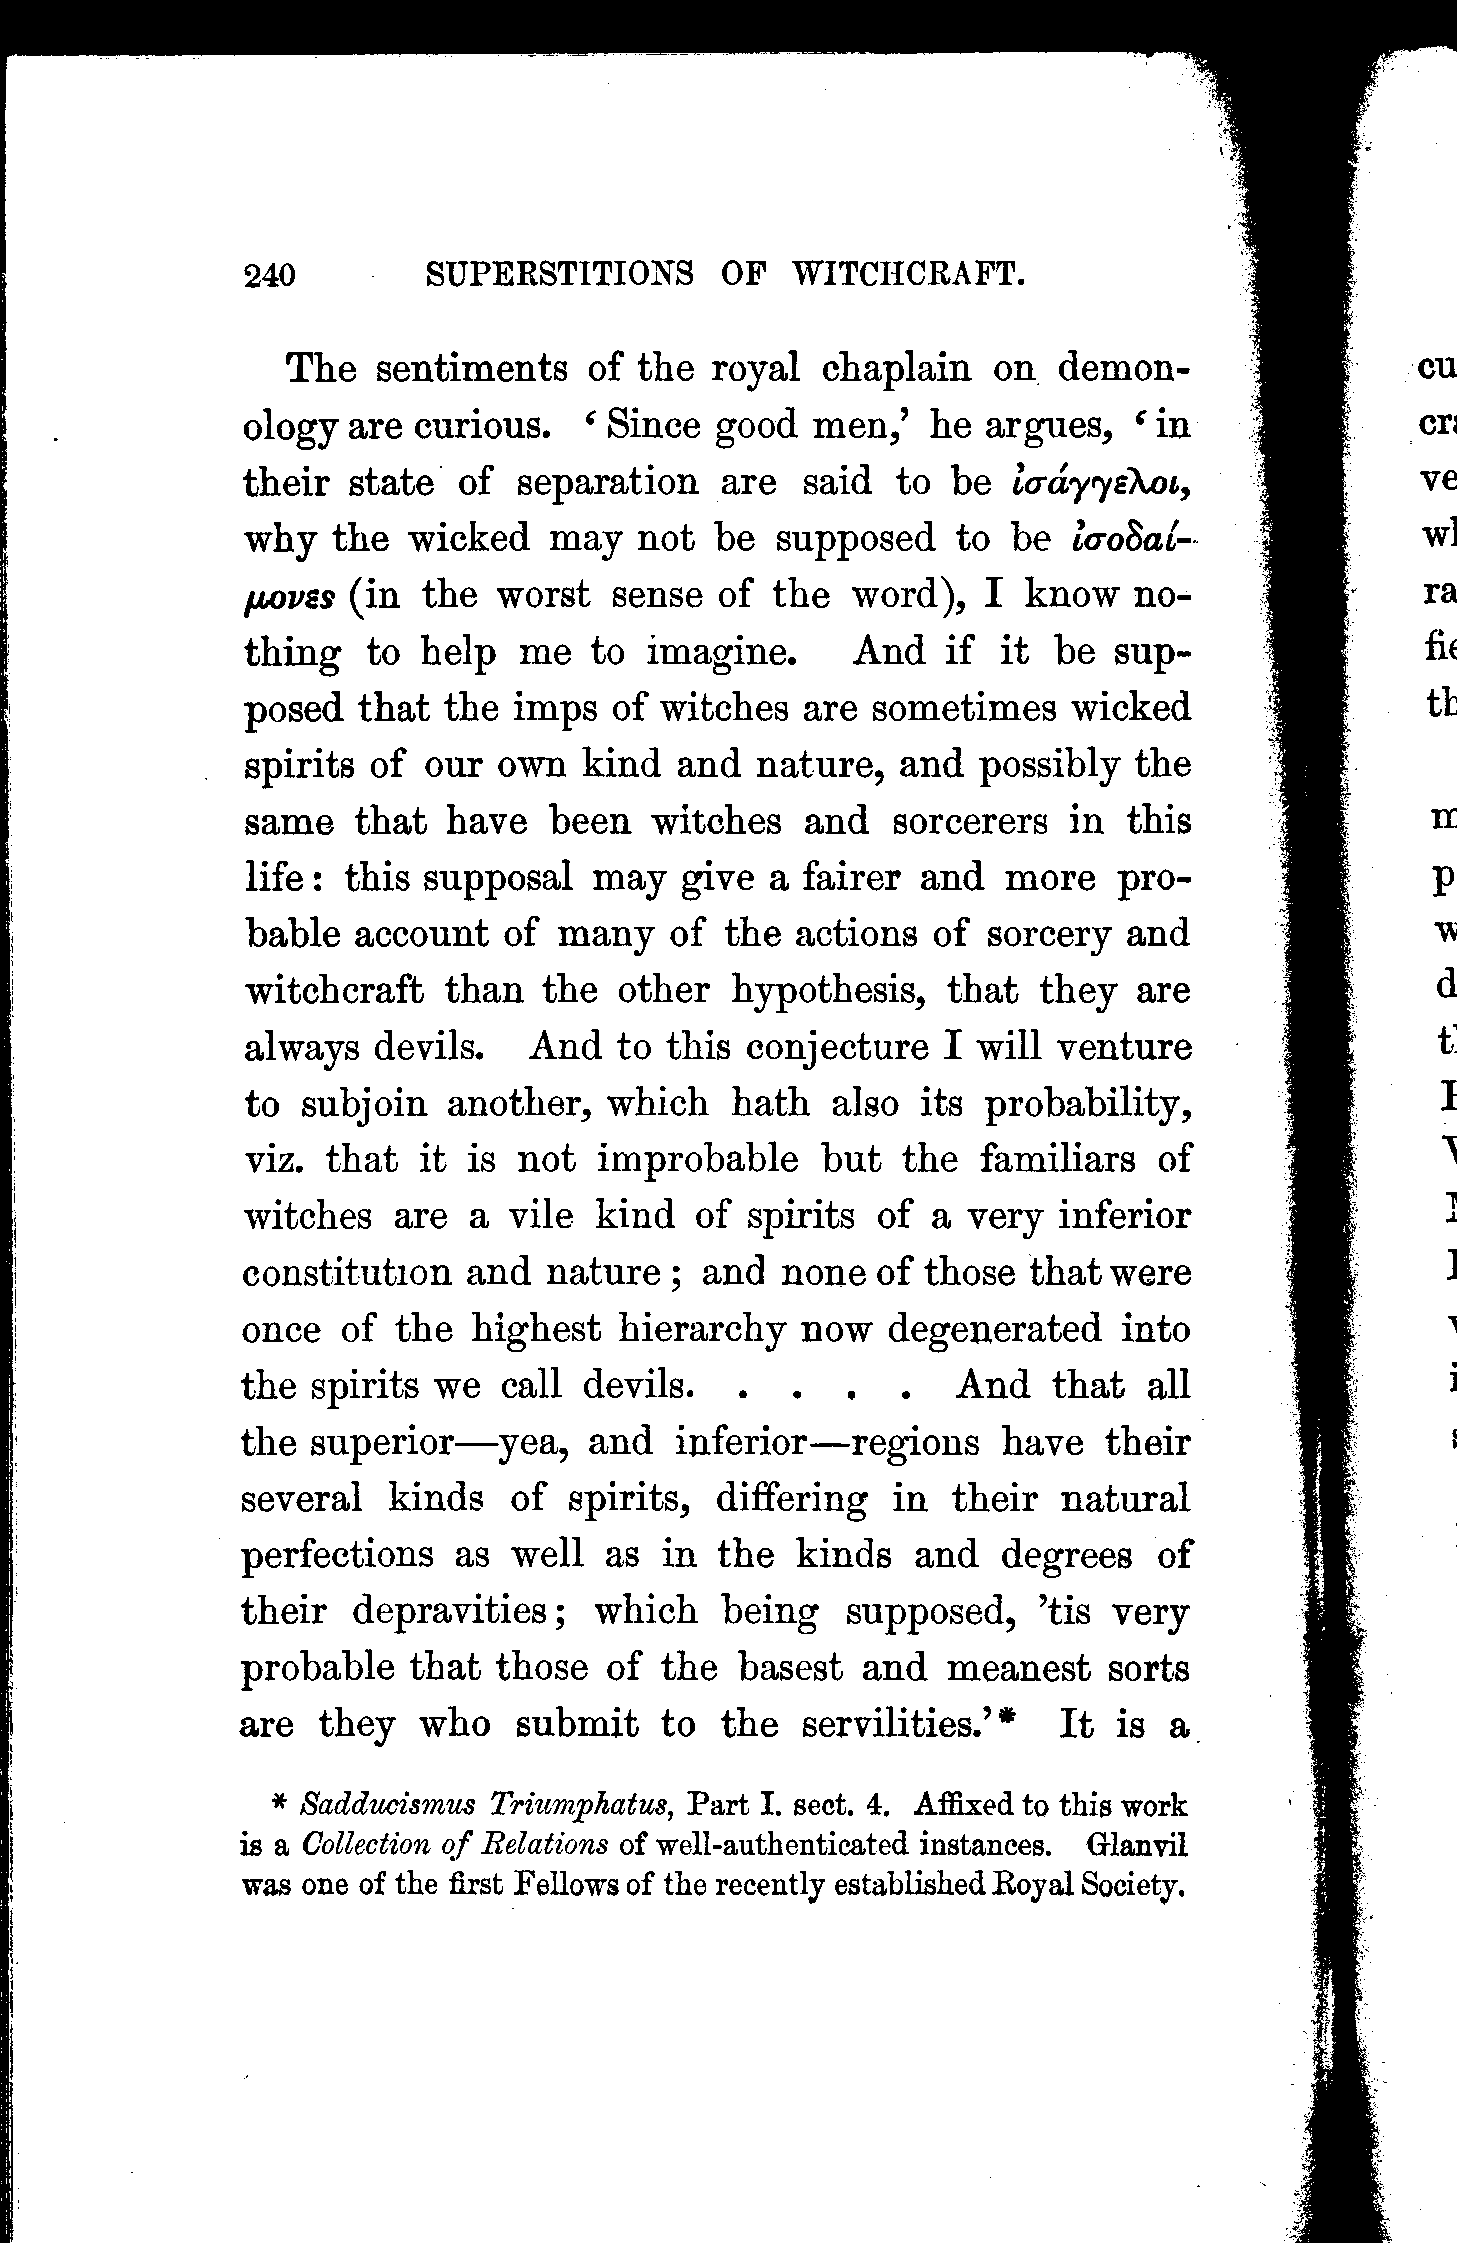 240 SUPERSTITIONS OF WITCHCRAFT.
The sentiments of the royal chaplain on demon-
ology are curious. ‘Since good men,’ he argues, ‘in
their state of separation are said to be ἰσάγγελοι,
why the wicked may not be supposed to be ἰσοδαί-
μονες (in the worst sense of the word), I know no-
thing to help me to imagine. And if it be sup-
posed that the imps of witches are sometimes wicked
spirits of our own kind and nature, and possibly the
same that have been witches and sorcerers in this
life: this supposal may give a fairer and more pro-
bable account of many of the actions of sorcery and
witchcraft than the other hypothesis, that they are
always devils. And to this conjecture I will venture
to subjoin another, which hath also its probability,
viz. that it is not improbable but the familiars of
witches are a vile kind of spirits of a very inferior
constitution and nature; and none of those that were
once of the highest hierarchy now degenerated into
the spirits we call devils. . . . . And that all
the superior—yea, and inferior—regions have their
several kinds of spirits, differing in their natural
perfections as well as in the kinds and degrees of
their depravities; which being supposed, ’tis very
probable that those of the basest and meanest sorts
are they who submit to the servilities.’* It is a
* Sadducismus Triumphatus, Part I. sect. 4. Affixed to this work
is a Collection of Relations of well-authenticated instances. Glanvil
was one of the first Fellows of the recently established Royal Society.